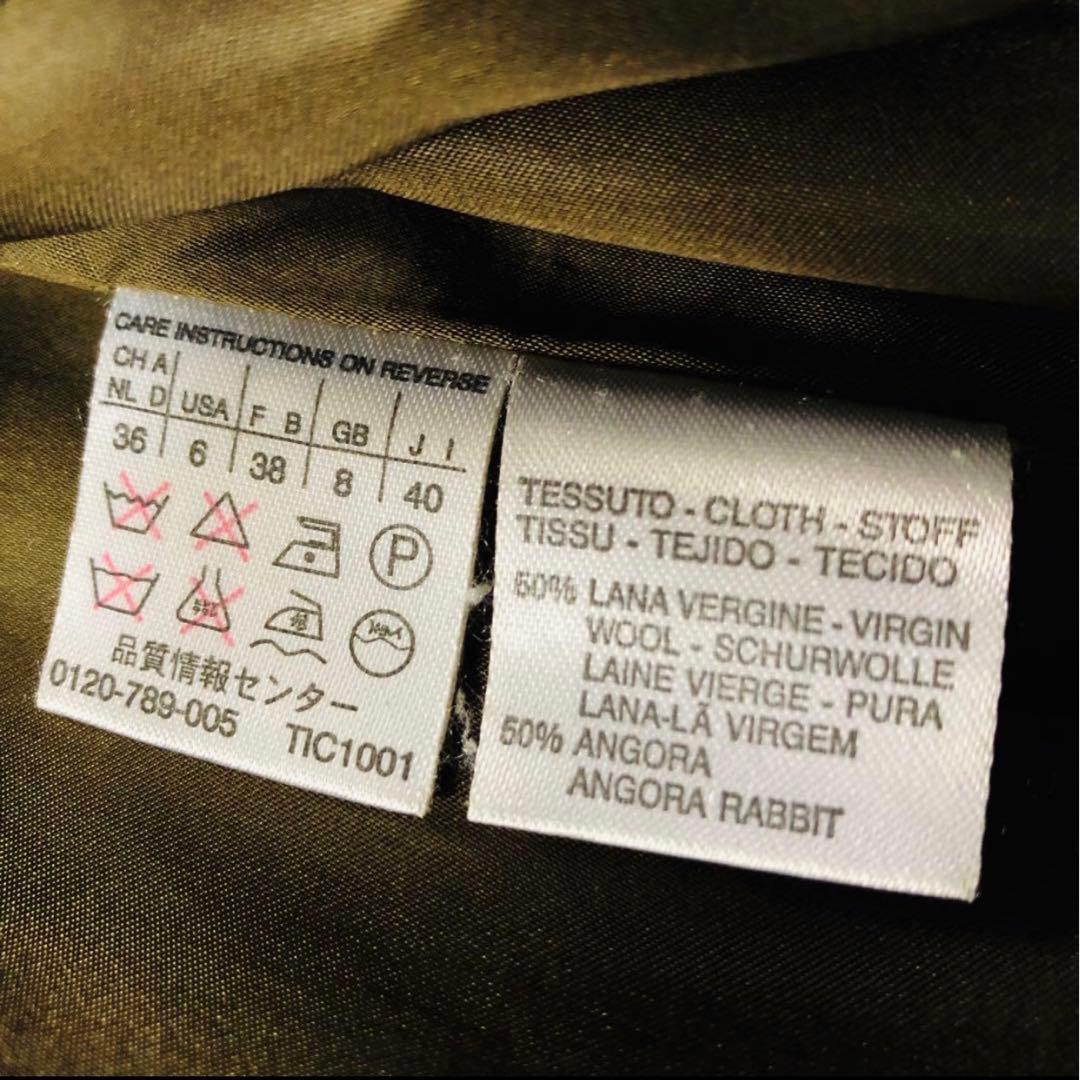 CARE INSTRUCTIONS ON REVERSE
CH A
NL D USA F B GB J I
36 6 38 8 40
P
品質情報センター
0120-789-005 TIC1001
TESSUTO - CLOTH - STOFF
TISSU - TEJIDO - TECIDO
50% LANA VERGINE - VIRGIN
WOOL - SCHURWOLLE
LAINE VIERGE - PURA
LANA-LÃ VIRGEM
50% ANGORA
ANGORA RABBIT